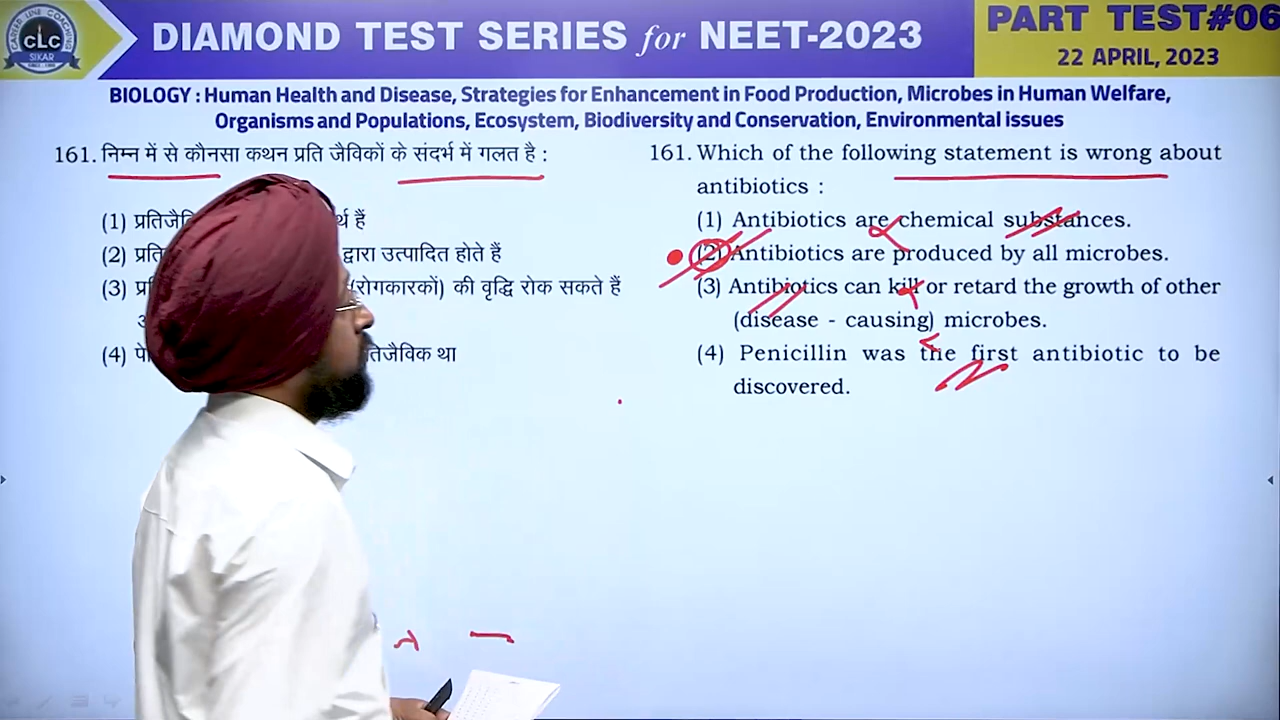 CAREER LINE COACHING
CLC
SIKAR
DIAMOND TEST SERIES for NEET-2023
PART TEST#06
22 APRIL, 2023
BIOLOGY : Human Health and Disease, Strategies for Enhancement in Food Production, Microbes in Human Welfare,
Organisms and Populations, Ecosystem, Biodiversity and Conservation, Environmental issues
161. निम्न में से कौनसा कथन प्रति जैविकों के संदर्भ में गलत है :
(1) हैं
(2) द्वारा उत्पादित होते हैं
(3) (रोगकारकों) की वृद्धि रोक सकते हैं
(4) था
161. Which of the following statement is wrong about
antibiotics :
(1) Antibiotics are chemical substances.
(2) Antibiotics are produced by all microbes.
(3) Antibiotics can kill or retard the growth of other
(disease - causing) microbes.
(4) Penicillin was the first antibiotic to be
discovered.